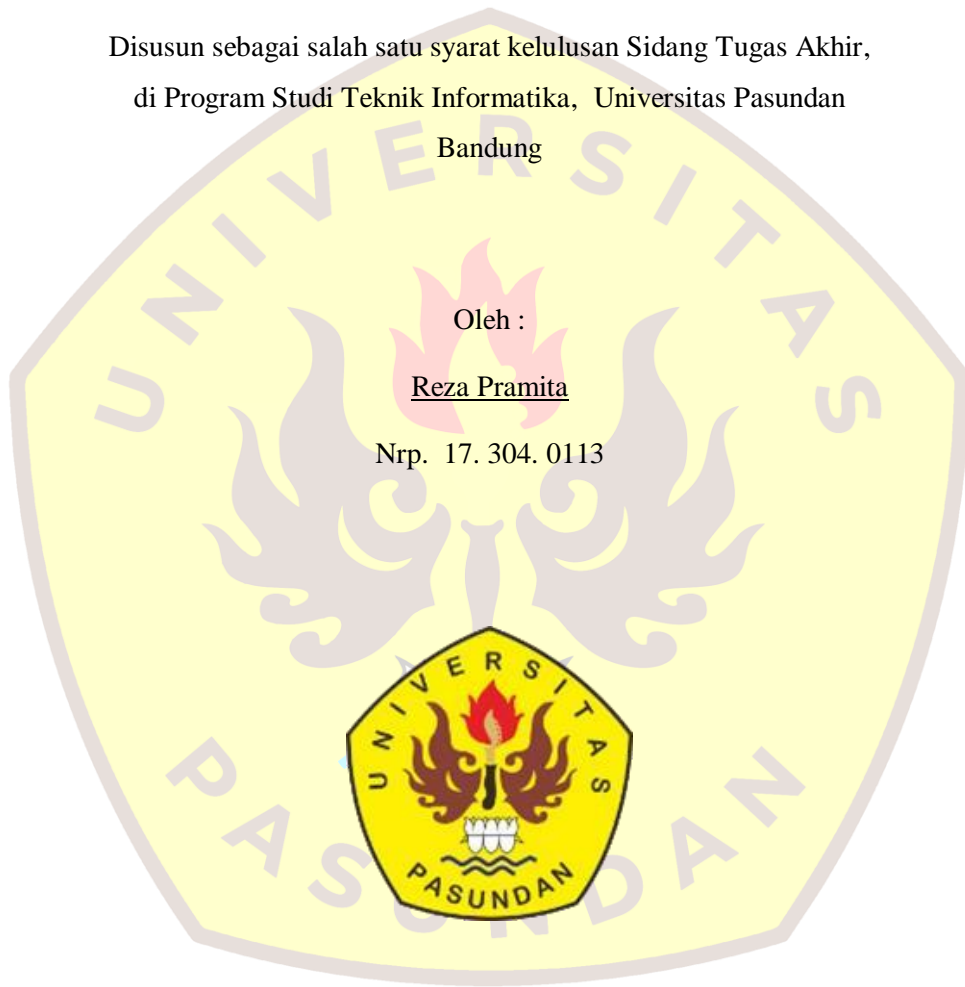 Disusun sebagai salah satu syarat kelulusan Sidang Tugas Akhir,
di Program Studi Teknik Informatika, Universitas Pasundan
Bandung
UNIVERSITAS
Oleh :
Reza Pramita
Nrp. 17. 304. 0113
UNIVERSITAS
PASUNDAN
PASUNDAN